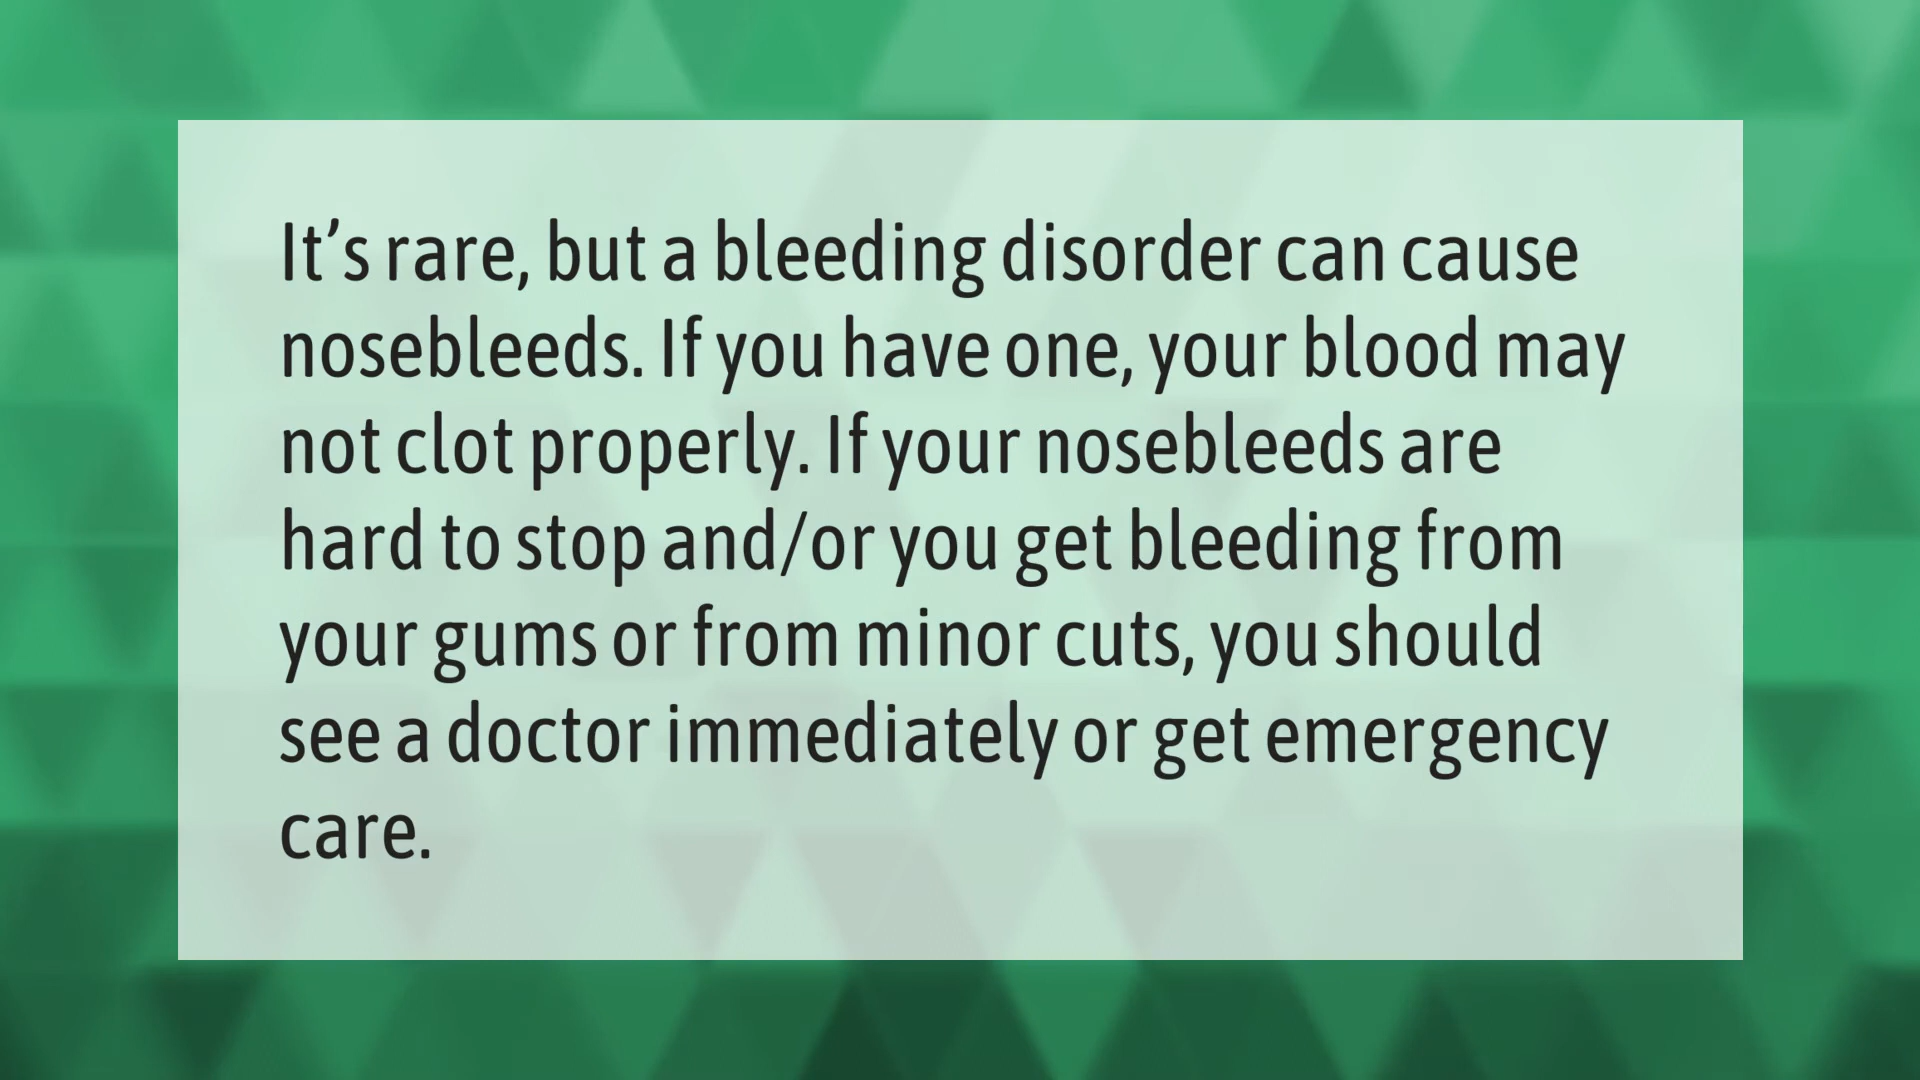 It’s rare, but a bleeding disorder can cause
nosebleeds. If you have one, your blood may
not clot properly. If your nosebleeds are
hard to stop and/or you get bleeding from
your gums or from minor cuts, you should
see a doctor immediately or get emergency
care.